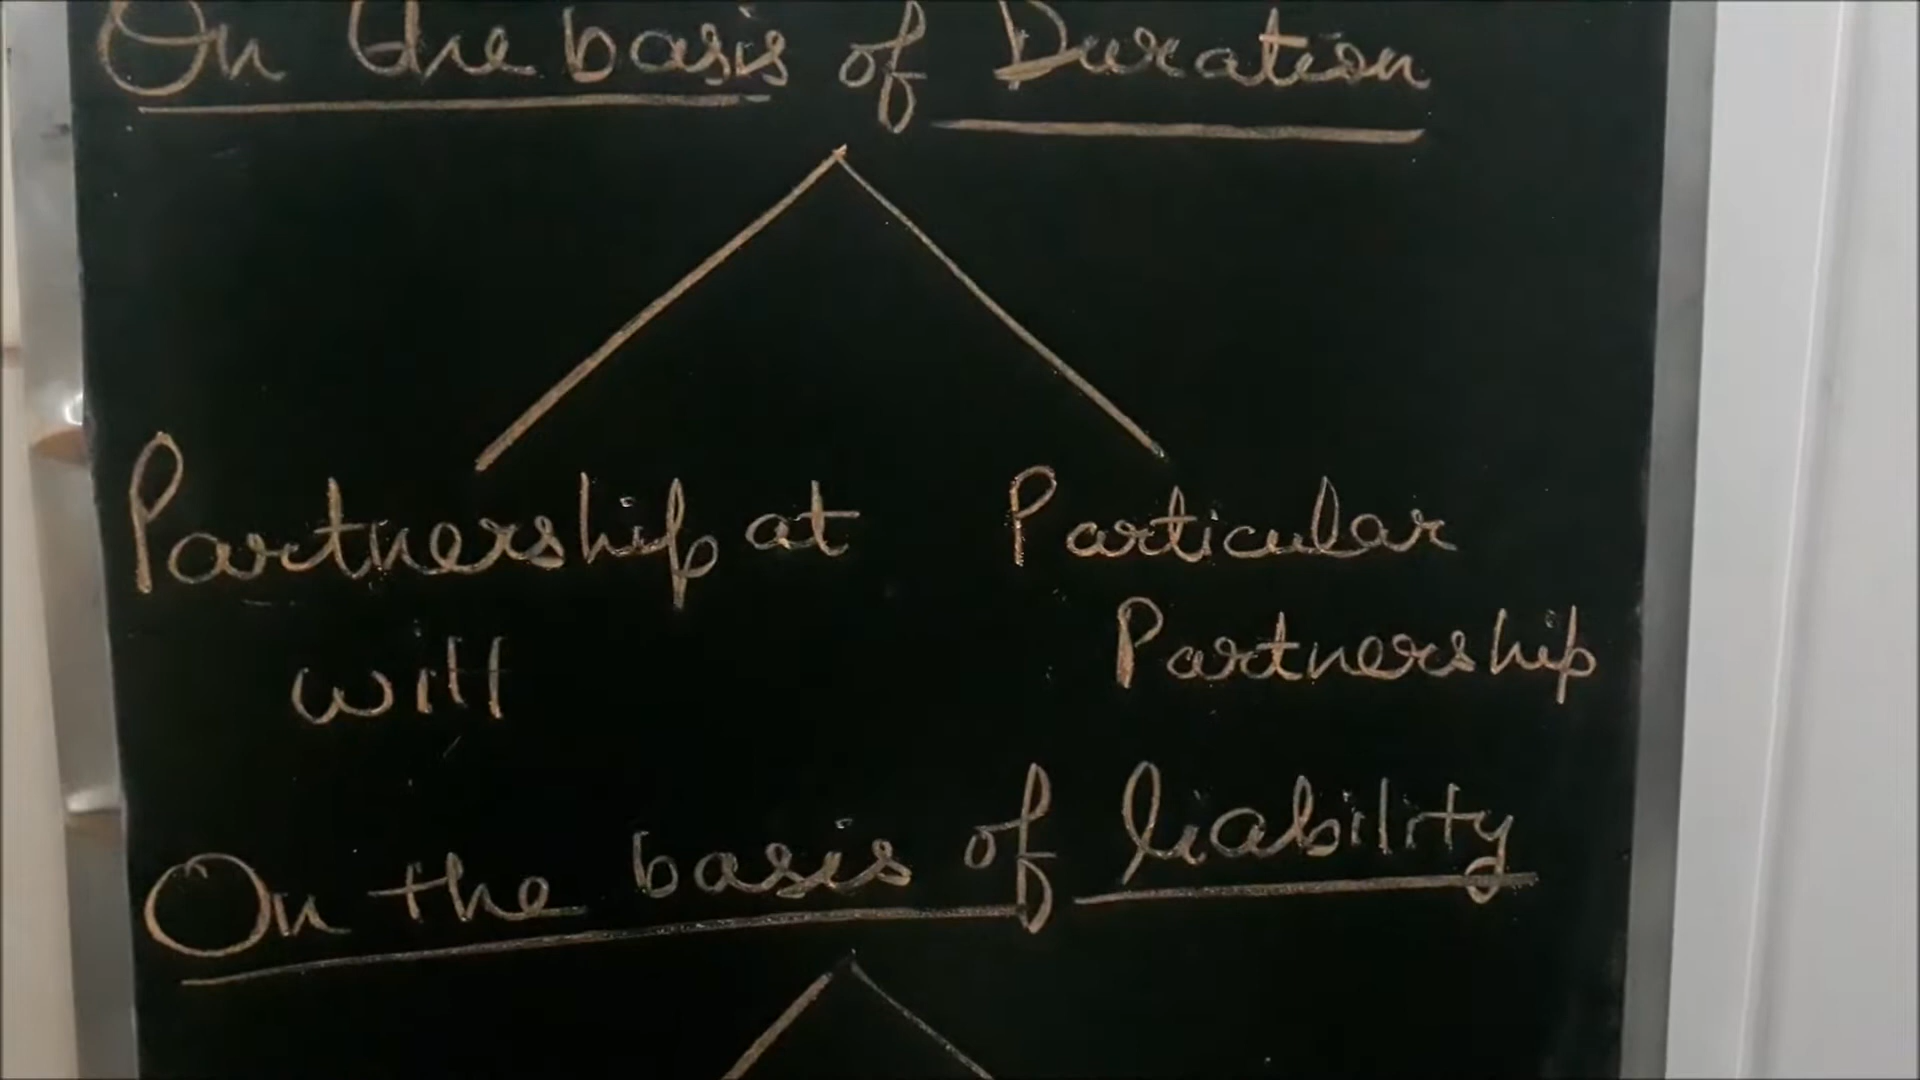 On the basis of Duration
Partnership at
will
Particular
Partnership
On the basis of liability